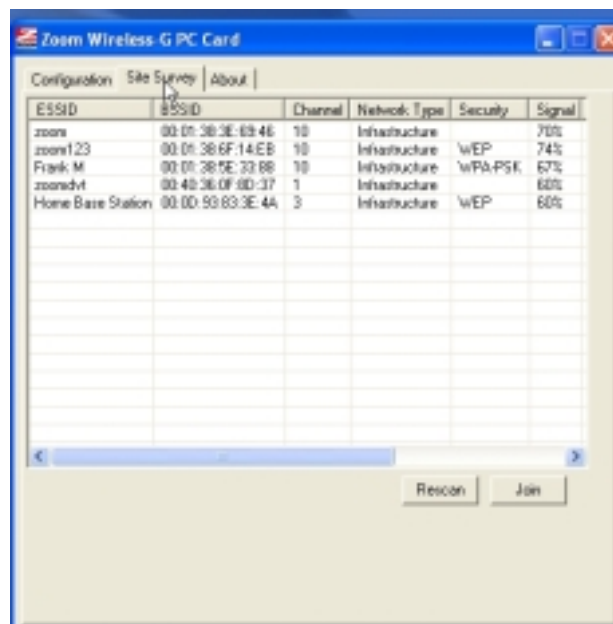 Zoom Wireless-G PC Card
Configuration Site Survey About
ESSID BSSID Channel Network Type Security Signal
zoom 00:01:38:3E:69:46 10 Infrastructure 70%
zoom123 00:01:38:6F:14:EB 10 Infrastructure WEP 74%
Frank M 00:01:38:5E:33:88 10 Infrastructure WPA-PSK 67%
zoomdvt 00:40:36:0F:8D:37 1 Infrastructure 60%
Home Base Station 00:0D:93:83:3E:4A 3 Infrastructure WEP 60%
Rescan Join